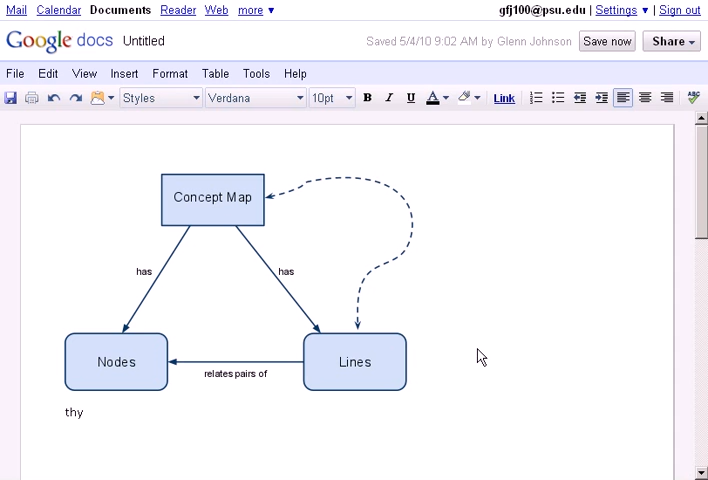 Mail Calendar Documents Reader Web more ▼ gfj100@psu.edu | Settings ▼ | Sign out
Google docs Untitled Saved 5/4/10 9:02 AM by Glenn Johnson Save now Share
File Edit View Insert Format Table Tools Help
Styles Verdana 10pt B I U A Link ABC
Concept Map
has has
Nodes Lines
relates pairs of
thy